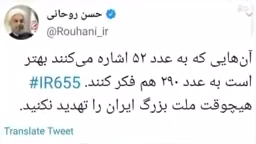 حسن روحانی
@Rouhani_ir
آن‌هایی که به عدد ۵۲ اشاره می‌کنند بهتر
است به عدد ۲۹۰ هم فکر کنند. #IR655
هیچوقت ملت بزرگ ایران را تهدید نکنید.
Translate Tweet